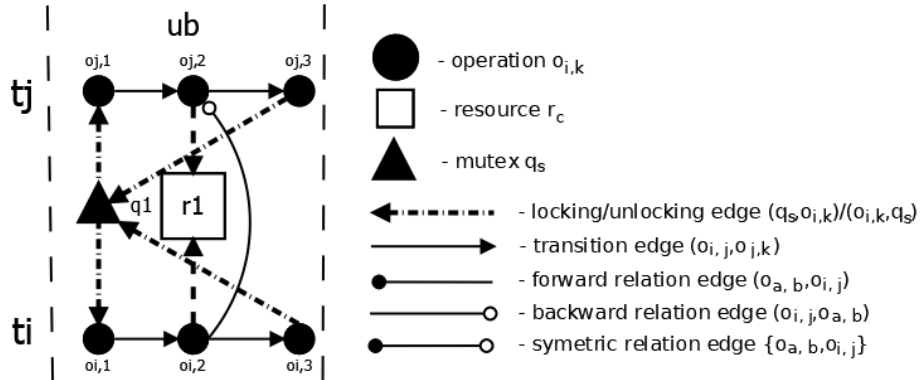 ub
oj,1 oj,2 oj,3
tj
q1
r1
ti
oi,1 oi,2 oi,3
- operation oi,k
- resource rc
- mutex qs
- locking/unlocking edge (qs,oi,k)/(oi,k,qs)
- transition edge (oi, j,oj,k)
- forward relation edge (oa, b,oi, j)
- backward relation edge (oi, j,oa, b)
- symetric relation edge {oa, b,oi, j}